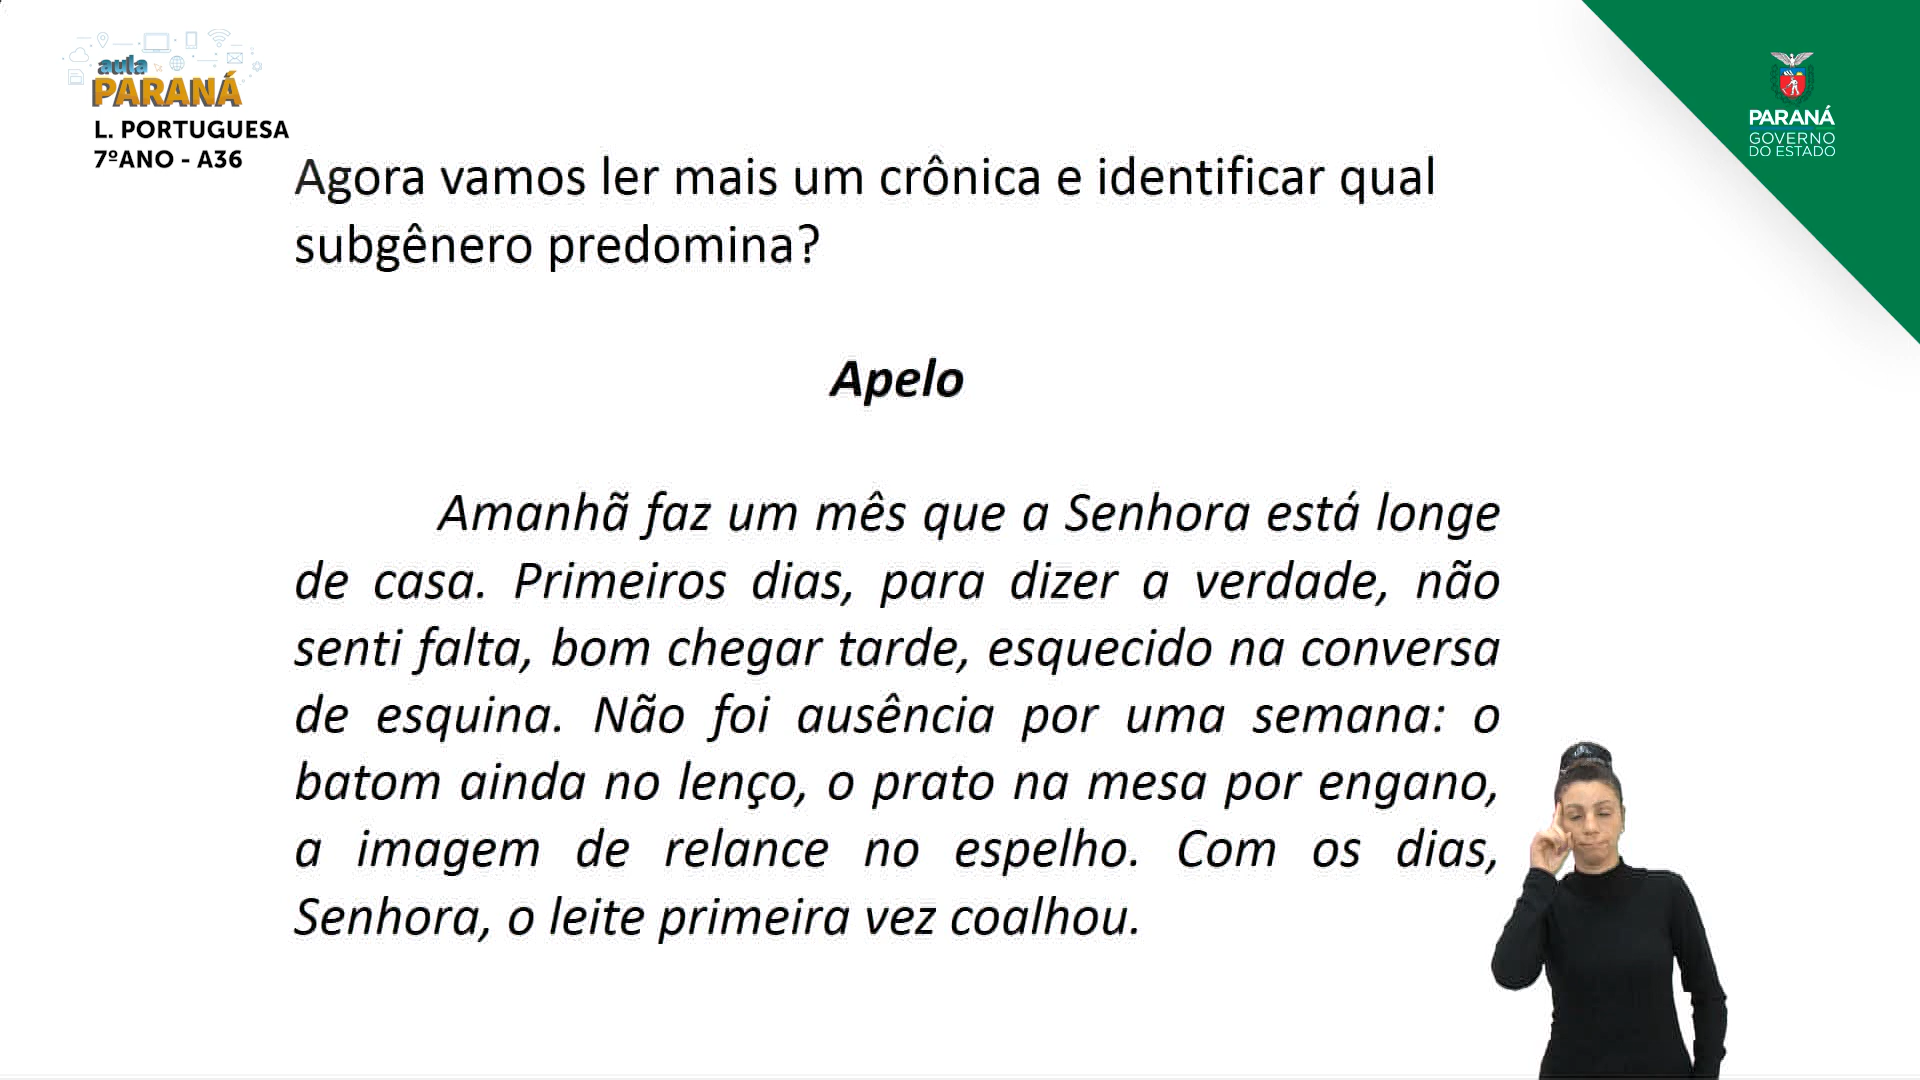 aula
PARANÁ
L. PORTUGUESA
7ºANO - A36
PARANÁ
GOVERNO
DO ESTADO
Agora vamos ler mais um crônica e identificar qual
subgênero predomina?
Apelo
Amanhã faz um mês que a Senhora está longe
de casa. Primeiros dias, para dizer a verdade, não
senti falta, bom chegar tarde, esquecido na conversa
de esquina. Não foi ausência por uma semana: o
batom ainda no lenço, o prato na mesa por engano,
a imagem de relance no espelho. Com os dias,
Senhora, o leite primeira vez coalhou.